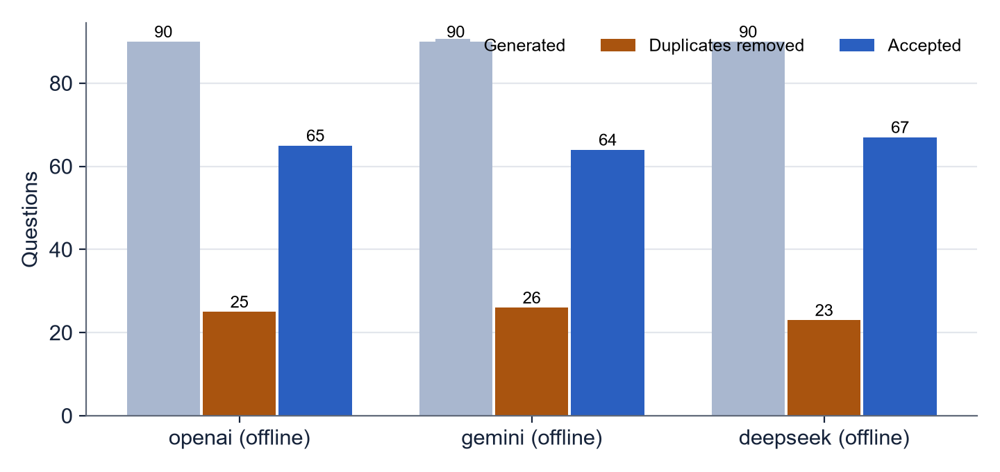 90 90 90
Generated Duplicates removed Accepted
80
67
65
64
60
Questions
40
26
25
23
20
0
openai (offline) gemini (offline) deepseek (offline)